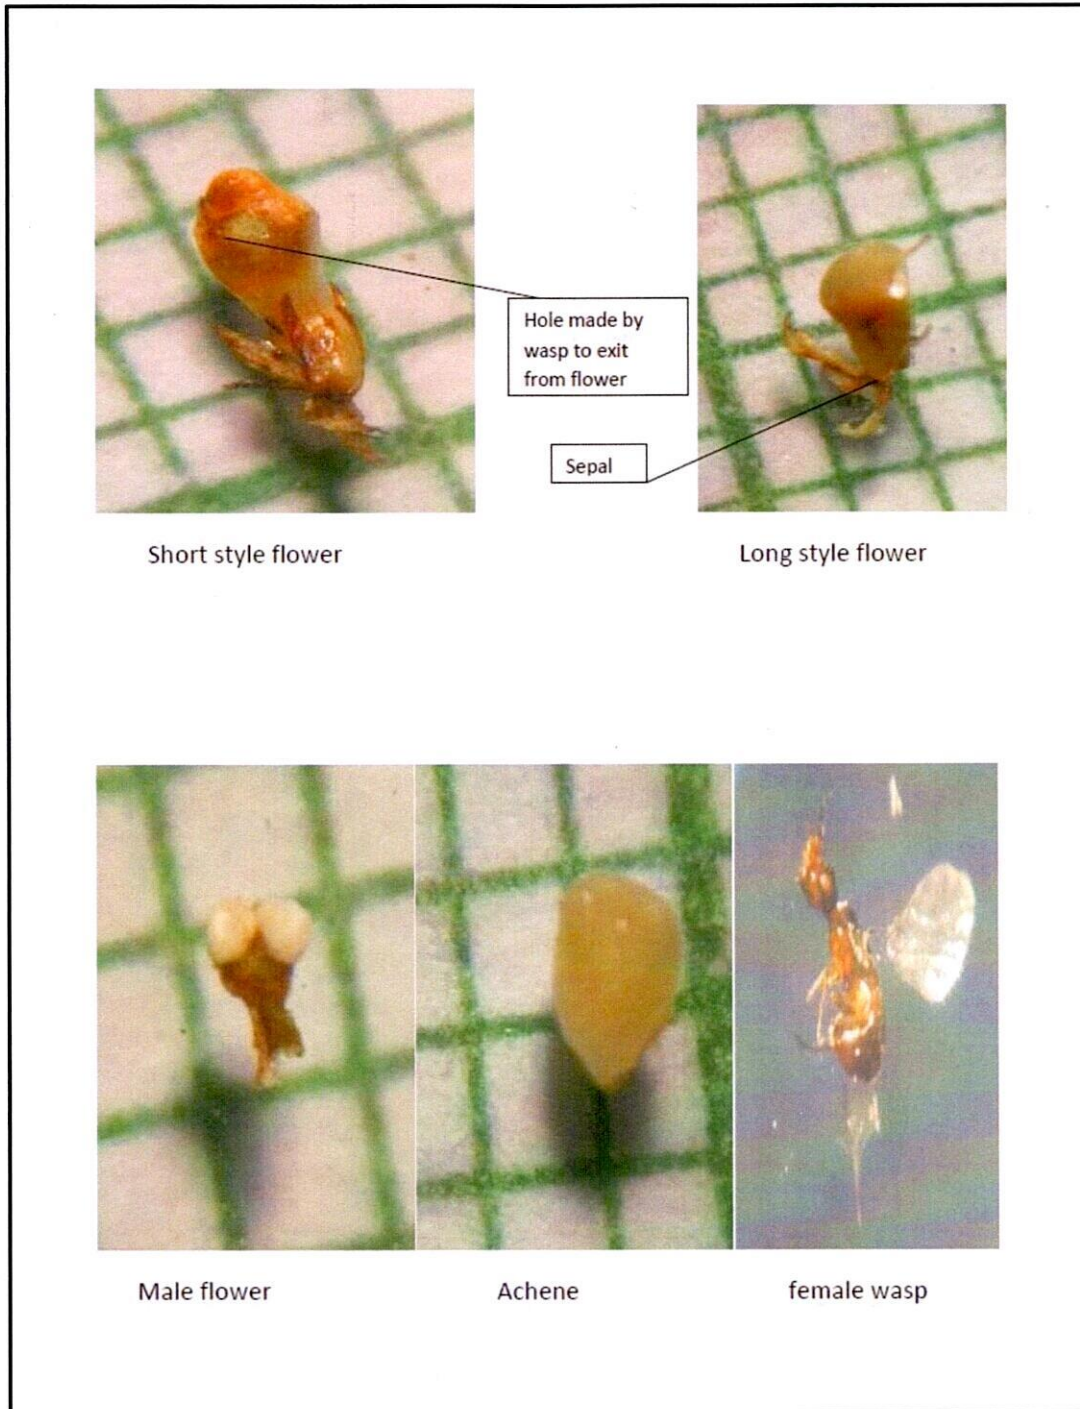 Hole made by
wasp to exit
from flower
Sepal
Short style flower
Long style flower
Male flower
Achene
female wasp